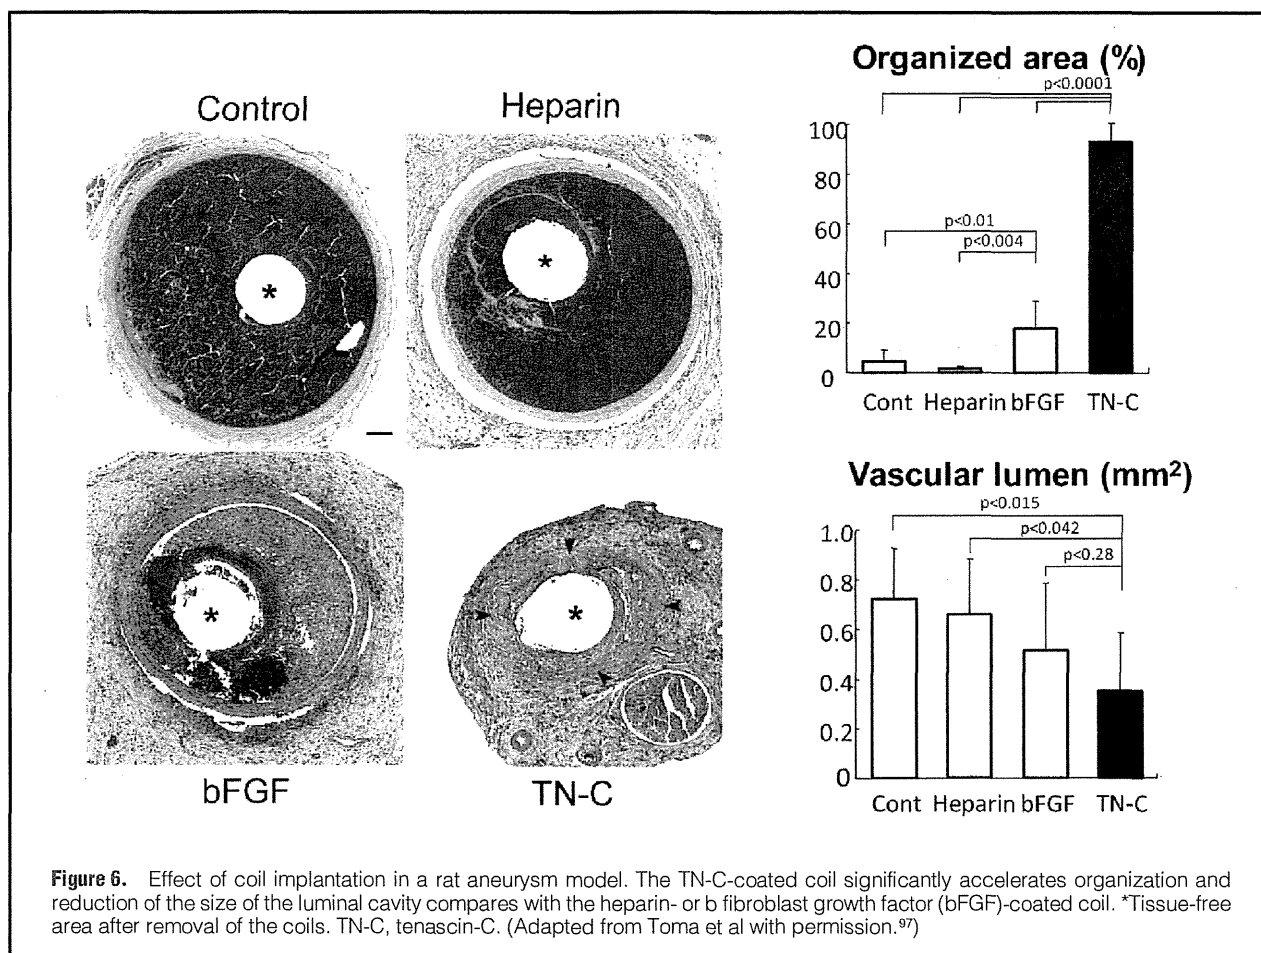 Control
Heparin
*
*
bFGF
TN-C
*
*
Organized area (%)
p<0.0001
100
80
60
40
20
0
p<0.01
p<0.004
Cont Heparin bFGF TN-C
Vascular lumen (mm²)
p<0.015
p<0.042
p<0.28
1.0
0.8
0.6
0.4
0.2
0
Cont Heparin bFGF TN-C
Figure 6. Effect of coil implantation in a rat aneurysm model. The TN-C-coated coil significantly accelerates organization and
reduction of the size of the luminal cavity compares with the heparin- or b fibroblast growth factor (bFGF)-coated coil. *Tissue-free
area after removal of the coils. TN-C, tenascin-C. (Adapted from Toma et al with permission.⁹⁷)